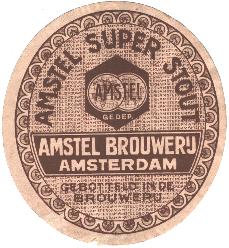 AMSTEL SUPER STOUT
AMSTEL
GEDEP.
AMSTEL BROUWERIJ
AMSTERDAM
GEBOTTELD IN DE
BROUWERIJ